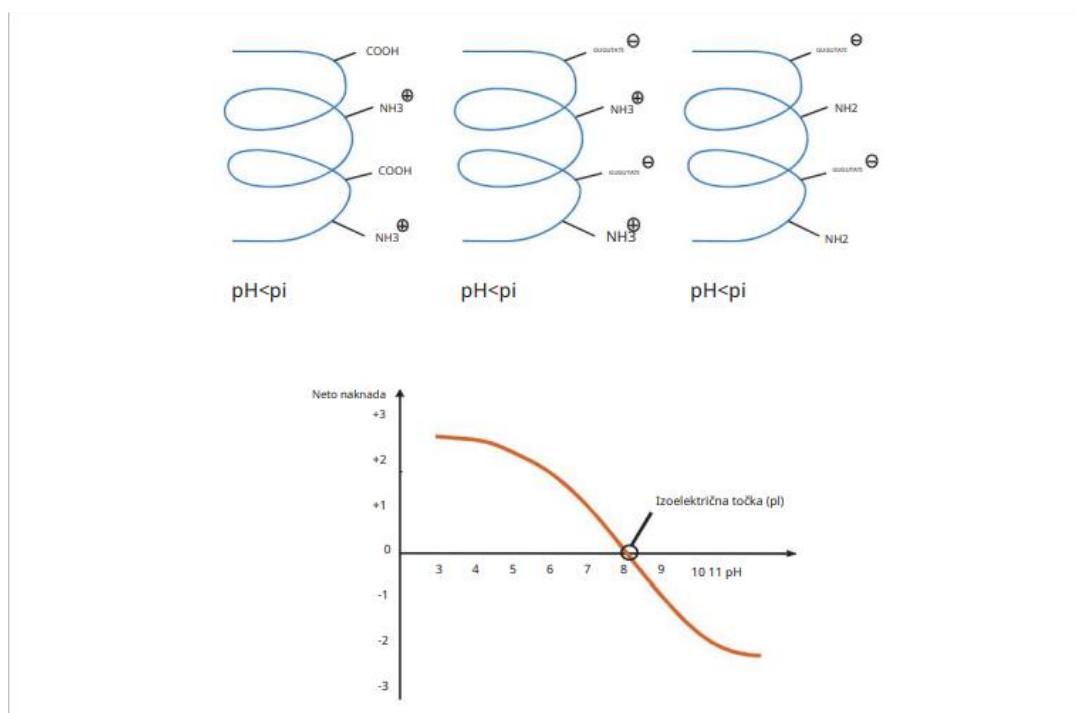 COOH
NH3 ⊕
COOH
NH3 ⊕
pH<pi
⊖
NH3 ⊕
⊖
NH3 ⊕
pH<pi
⊖
NH2
⊖
NH2
pH<pi
Neto naknada
+3
+2
+1
0
-1
-2
-3
3 4 5 6 7 8 9 10 11 pH
Izoelektrična točka (pl)